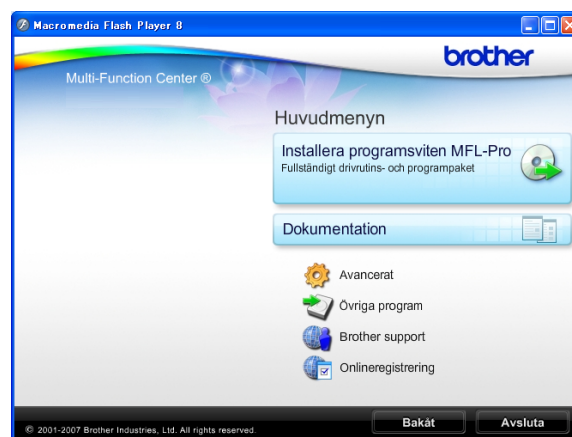 Macromedia Flash Player 8
brother
Multi-Function Center ®
Huvudmenyn
Installera programsviten MFL-Pro
Fullständigt drivrutins- och programpaket
Dokumentation
Avancerat
Övriga program
Brother support
Onlineregistrering
© 2001-2007 Brother Industries, Ltd. All rights reserved.
Bakåt
Avsluta